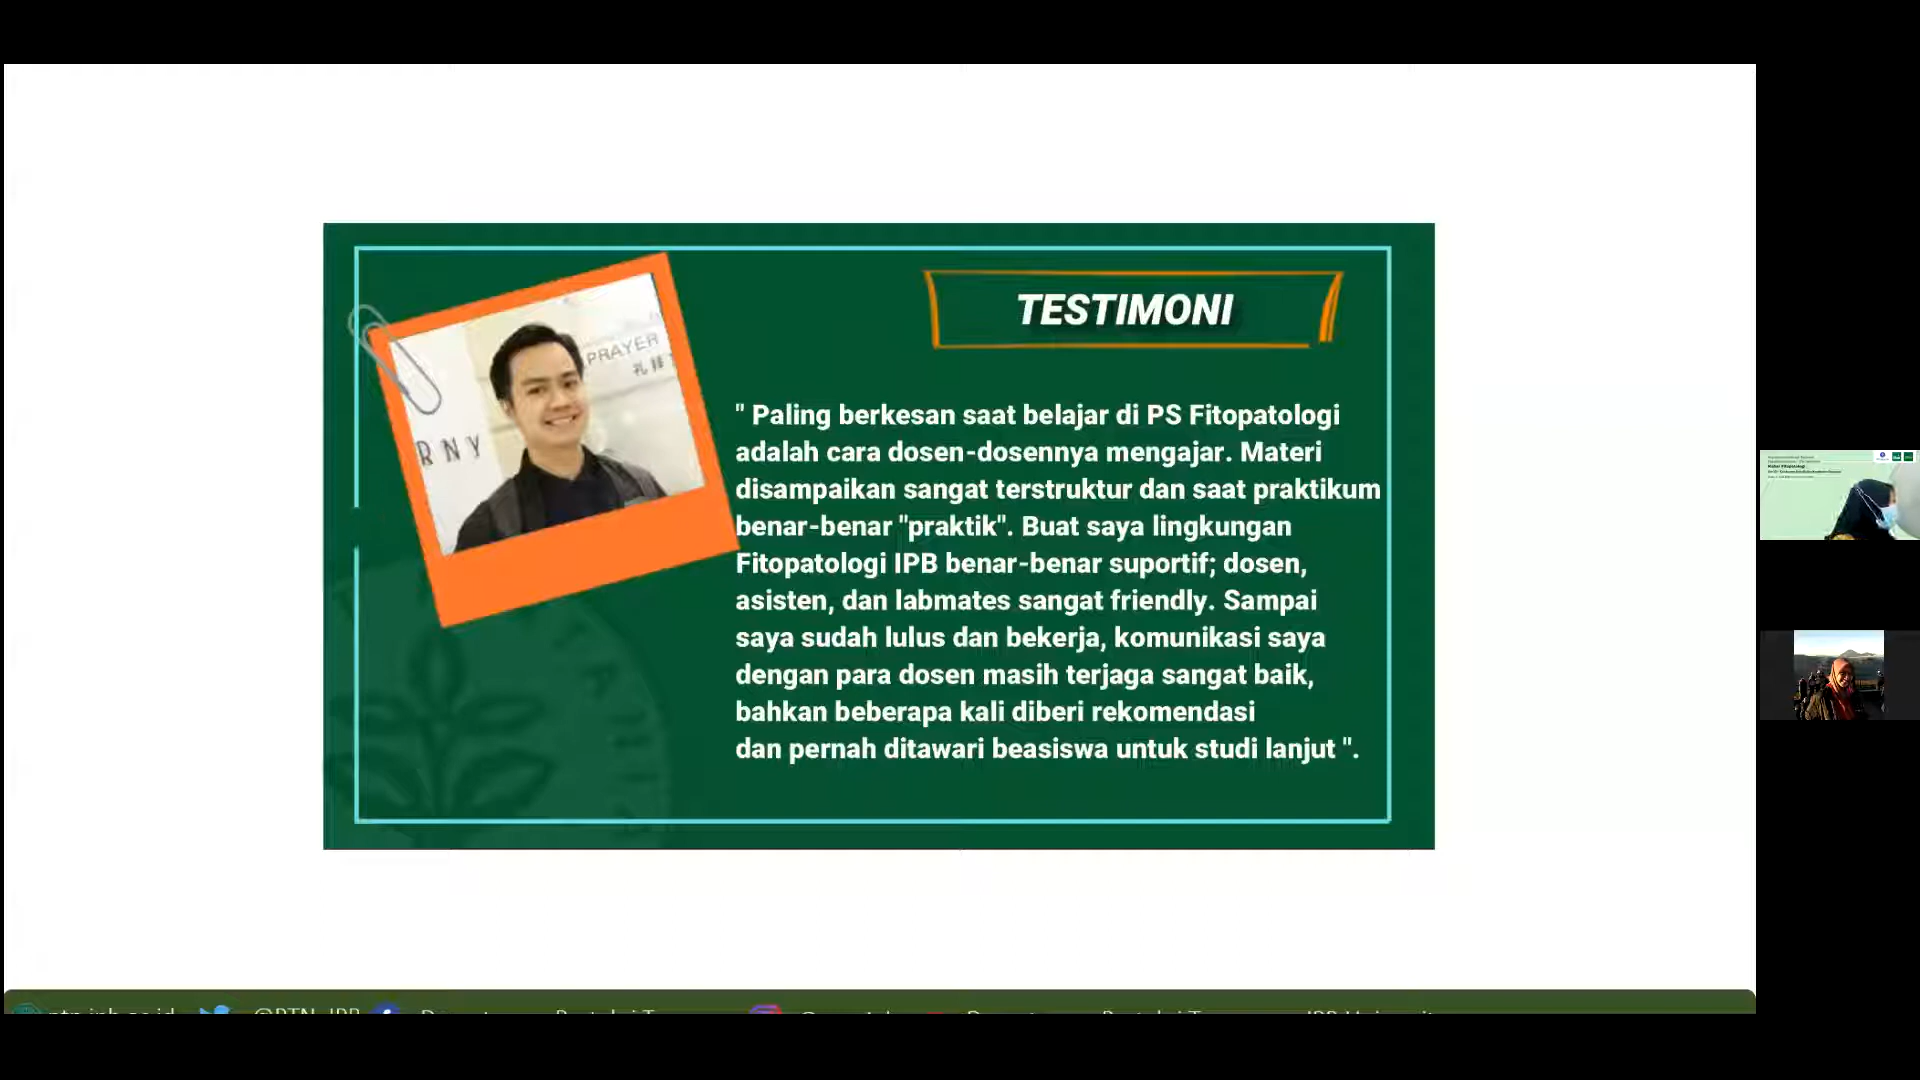 TESTIMONI
PRAYER
RNY
" Paling berkesan saat belajar di PS Fitopatologi
adalah cara dosen-dosennya mengajar. Materi
disampaikan sangat terstruktur dan saat praktikum
benar-benar "praktik". Buat saya lingkungan
Fitopatologi IPB benar-benar suportif; dosen,
asisten, dan labmates sangat friendly. Sampai
saya sudah lulus dan bekerja, komunikasi saya
dengan para dosen masih terjaga sangat baik,
bahkan beberapa kali diberi rekomendasi
dan pernah ditawari beasiswa untuk studi lanjut ".
@PTN_IPB